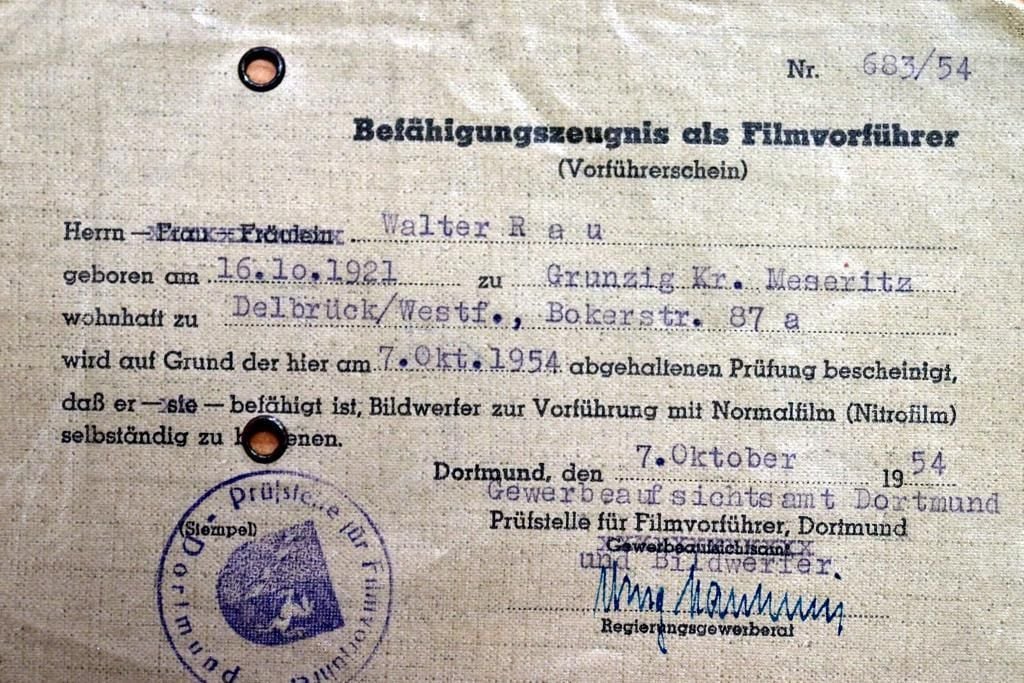 Nr. 683/54
Befähigungszeugnis als Filmvorführer
(Vorführerschein)
Herrn — Frau — Fräulein Walter R a u
geboren am 16.1o.1921 zu Grunzig Kr. Meseritz
wohnhaft zu Delbrück/Westf., Bokerstr. 87 a
wird auf Grund der hier am 7.Okt.1954 abgehaltenen Prüfung bescheinigt,
daß er — sie — befähigt ist, Bildwerfer zur Vorführung mit Normalfilm (Nitrofilm)
selbständig zu enen.
Dortmund, den 7.Oktober 1954
Gewerbeaufsichtsamt Dortmund
Prüfstelle für Filmvorführer, Dortmund
Gewerbeaufsichtsamt
und Bildwerfer.
Regierungsgewerberat
(Stempel)
Prüfstelle für Filmvorführer
Dortmund